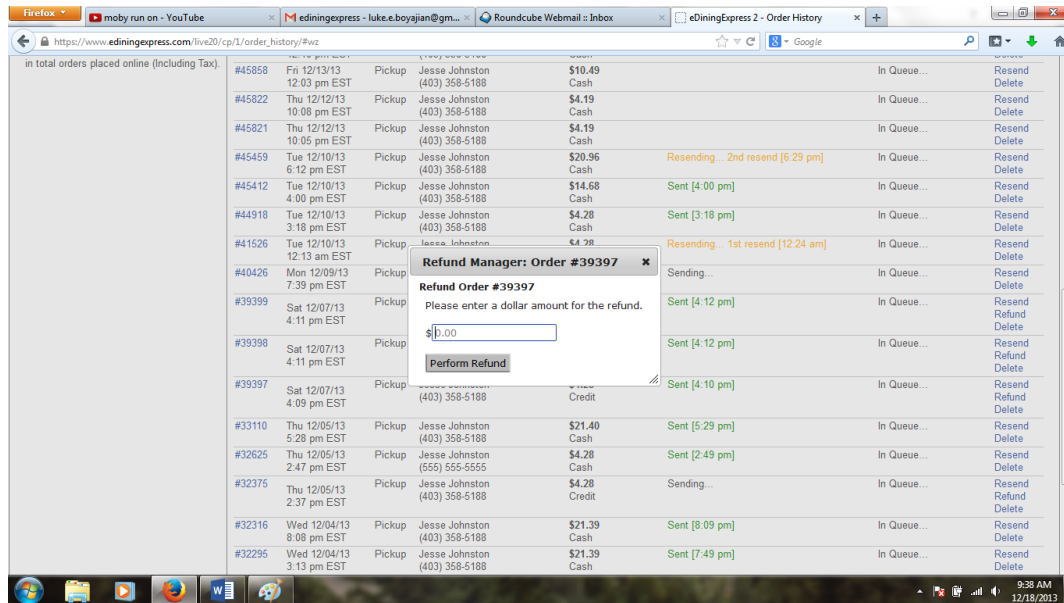 Firefox
moby run on - YouTube
ediningexpress - luke.e.boyajian@gm...
Roundcube Webmail :: Inbox
eDiningExpress 2 - Order History
https://www.ediningexpress.com/live20/cp/1/order_history/#wz
Google
in total orders placed online (Including Tax).
#45858 Fri 12/13/13 Pickup Jesse Johnston $10.49 In Queue... Resend
12:03 pm EST (403) 358-5188 Cash Delete
#45822 Thu 12/12/13 Pickup Jesse Johnston $4.19 In Queue... Resend
10:08 pm EST (403) 358-5188 Cash Delete
#45821 Thu 12/12/13 Pickup Jesse Johnston $4.19 In Queue... Resend
10:05 pm EST (403) 358-5188 Cash Delete
#45459 Tue 12/10/13 Pickup Jesse Johnston $20.96 Resending... 2nd resend [6:29 pm] In Queue... Resend
6:12 pm EST (403) 358-5188 Cash Delete
#45412 Tue 12/10/13 Pickup Jesse Johnston $14.68 Sent [4:00 pm] In Queue... Resend
4:00 pm EST (403) 358-5188 Cash Delete
#44918 Tue 12/10/13 Pickup Jesse Johnston $4.28 Sent [3:18 pm] In Queue... Resend
3:18 pm EST (403) 358-5188 Cash Delete
#41526 Tue 12/10/13 Pickup Jesse Johnston $4.28 Resending... 1st resend [12:24 am] In Queue... Resend
12:13 am EST Delete
#40426 Mon 12/09/13 Pickup Sending... In Queue... Resend
7:39 pm EST Delete
#39399 Sat 12/07/13 Pickup Sent [4:12 pm] In Queue... Resend
4:11 pm EST Refund
Delete
#39398 Sat 12/07/13 Pickup Sent [4:12 pm] In Queue... Resend
4:11 pm EST Refund
Delete
Refund Manager: Order #39397
Refund Order #39397
Please enter a dollar amount for the refund.
$ 0.00
Perform Refund
#39397 Sat 12/07/13 Pickup Sent [4:10 pm] In Queue... Resend
4:09 pm EST (403) 358-5188 Credit Refund
Delete
#33110 Thu 12/05/13 Pickup Jesse Johnston $21.40 Sent [5:29 pm] In Queue... Resend
5:28 pm EST (403) 358-5188 Cash Delete
#32625 Thu 12/05/13 Pickup Jesse Johnston $4.28 Sent [2:49 pm] In Queue... Resend
2:47 pm EST (555) 555-5555 Cash Delete
#32375 Thu 12/05/13 Pickup Jesse Johnston $4.28 Sending... In Queue... Resend
2:37 pm EST (403) 358-5188 Credit Refund
Delete
#32316 Wed 12/04/13 Pickup Jesse Johnston $21.39 Sent [8:09 pm] In Queue... Resend
8:08 pm EST (403) 358-5188 Cash Delete
#32295 Wed 12/04/13 Pickup Jesse Johnston $21.39 Sent [7:49 pm] In Queue... Resend
3:13 pm EST (403) 358-5188 Cash Delete
9:38 AM
12/18/2013